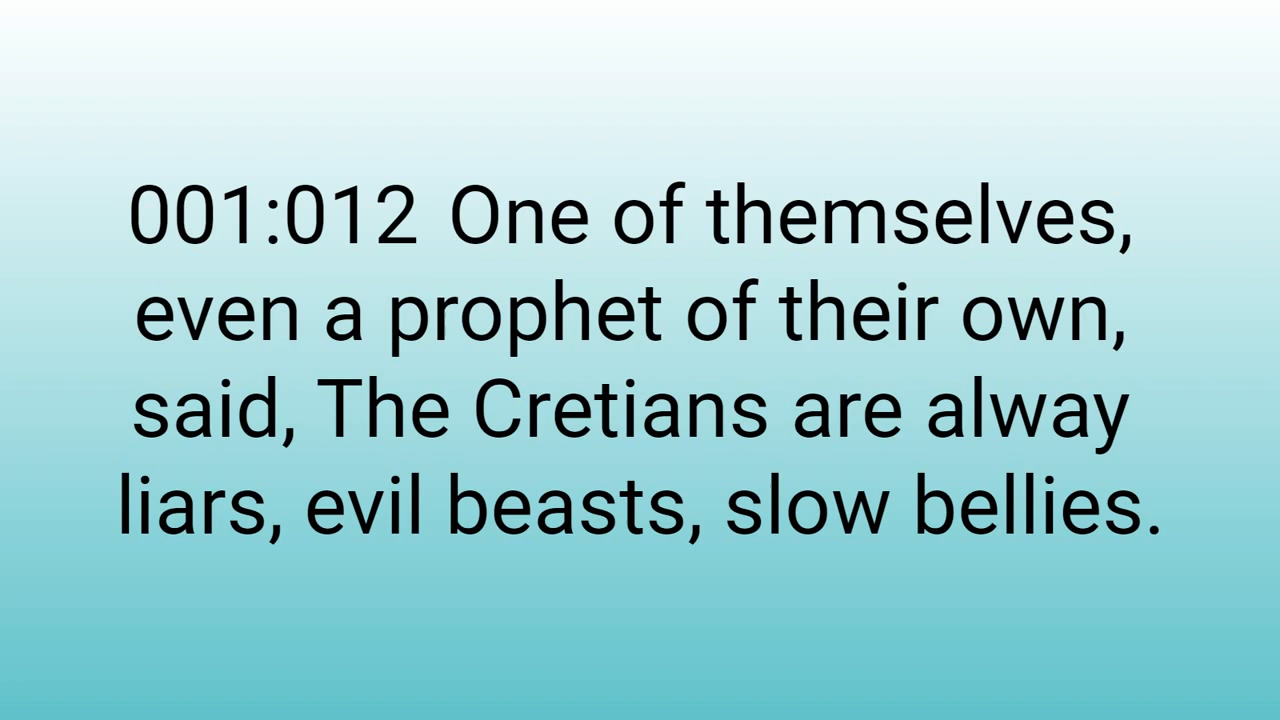 001:012 One of themselves,
even a prophet of their own,
said, The Cretians are alway
liars, evil beasts, slow bellies.